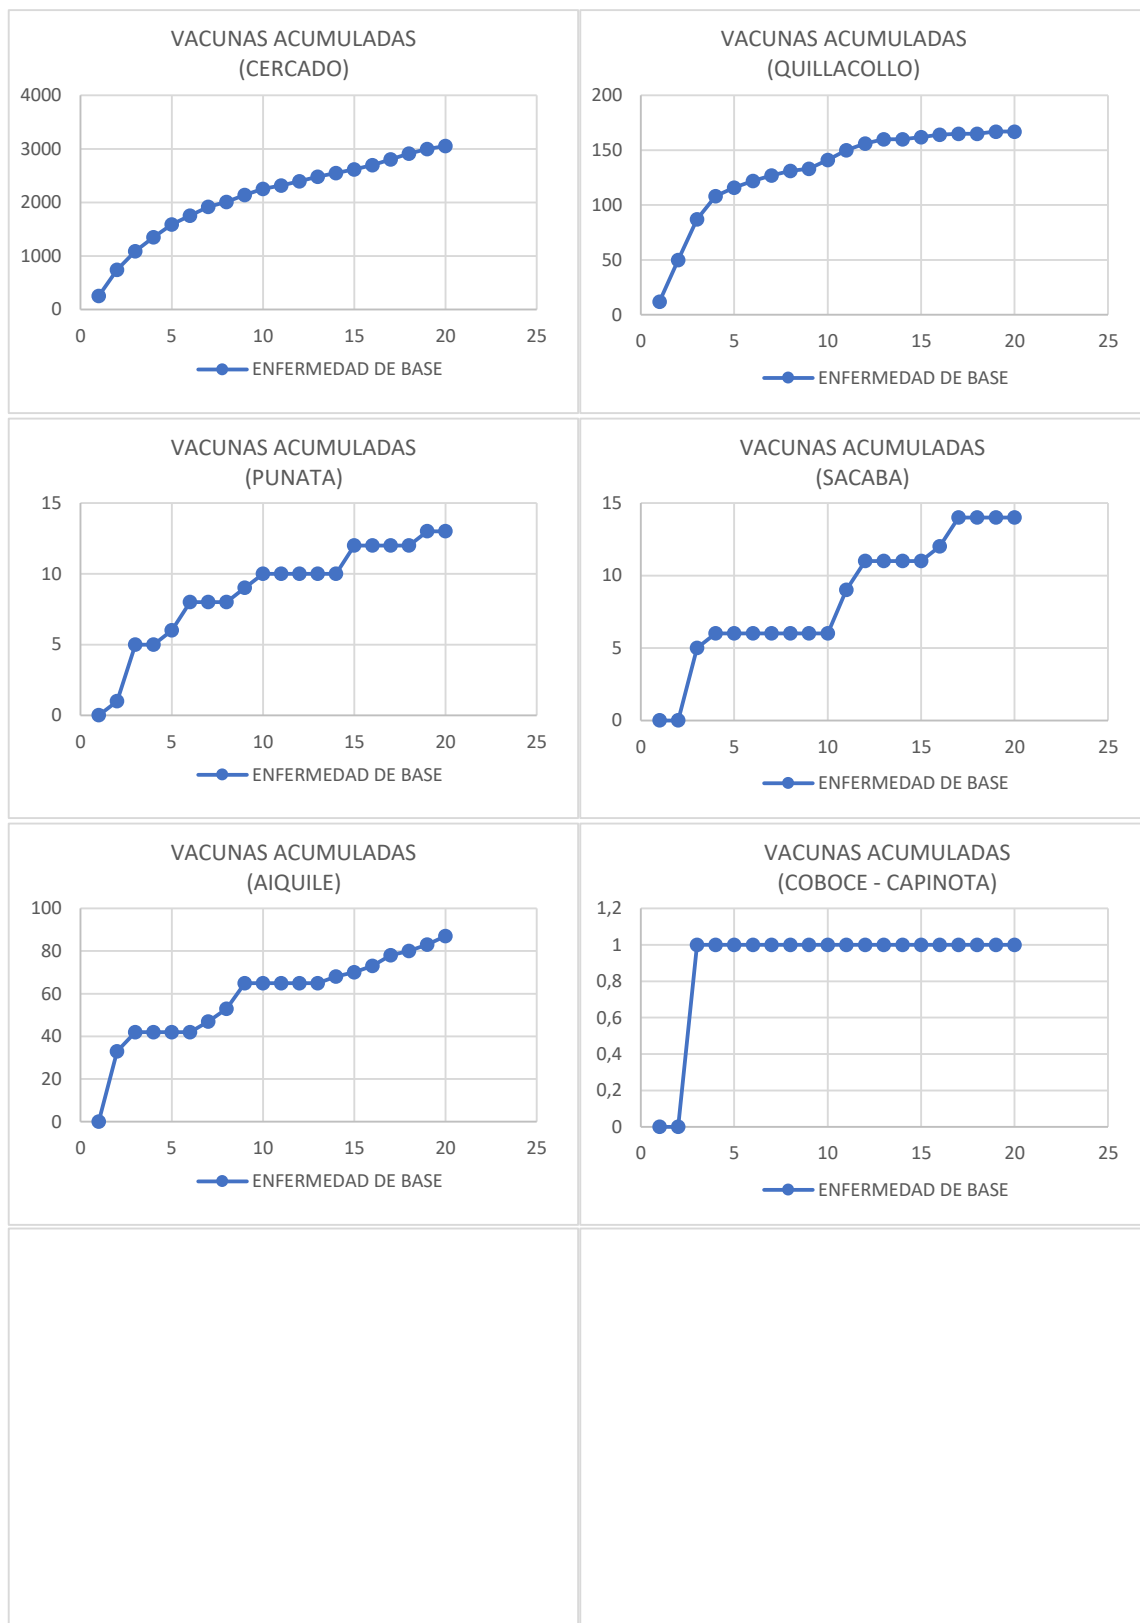 VACUNAS ACUMULADAS
(CERCADO)
4000
3000
2000
1000
0
0 5 10 15 20 25
ENFERMEDAD DE BASE
VACUNAS ACUMULADAS
(QUILLACOLLO)
200
150
100
50
0
0 5 10 15 20 25
ENFERMEDAD DE BASE
VACUNAS ACUMULADAS
(PUNATA)
15
10
5
0
0 5 10 15 20 25
ENFERMEDAD DE BASE
VACUNAS ACUMULADAS
(SACABA)
15
10
5
0
0 5 10 15 20 25
ENFERMEDAD DE BASE
VACUNAS ACUMULADAS
(AIQUILE)
100
80
60
40
20
0
0 5 10 15 20 25
ENFERMEDAD DE BASE
VACUNAS ACUMULADAS
(COBOCE - CAPINOTA)
1,2
1
0,8
0,6
0,4
0,2
0
0 5 10 15 20 25
ENFERMEDAD DE BASE